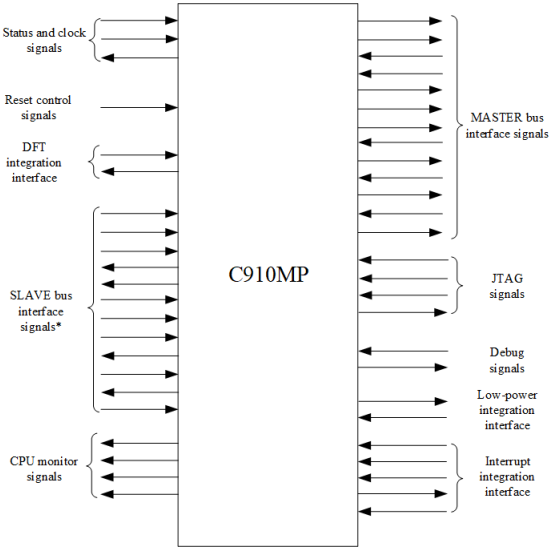 Status and clock
signals
Reset control
signals
DFT
integration
interface
SLAVE bus
interface
signals*
CPU monitor
signals
C910MP
MASTER bus
interface signals
JTAG
signals
Debug
signals
Low-power
integration
interface
Interrupt
integration
interface